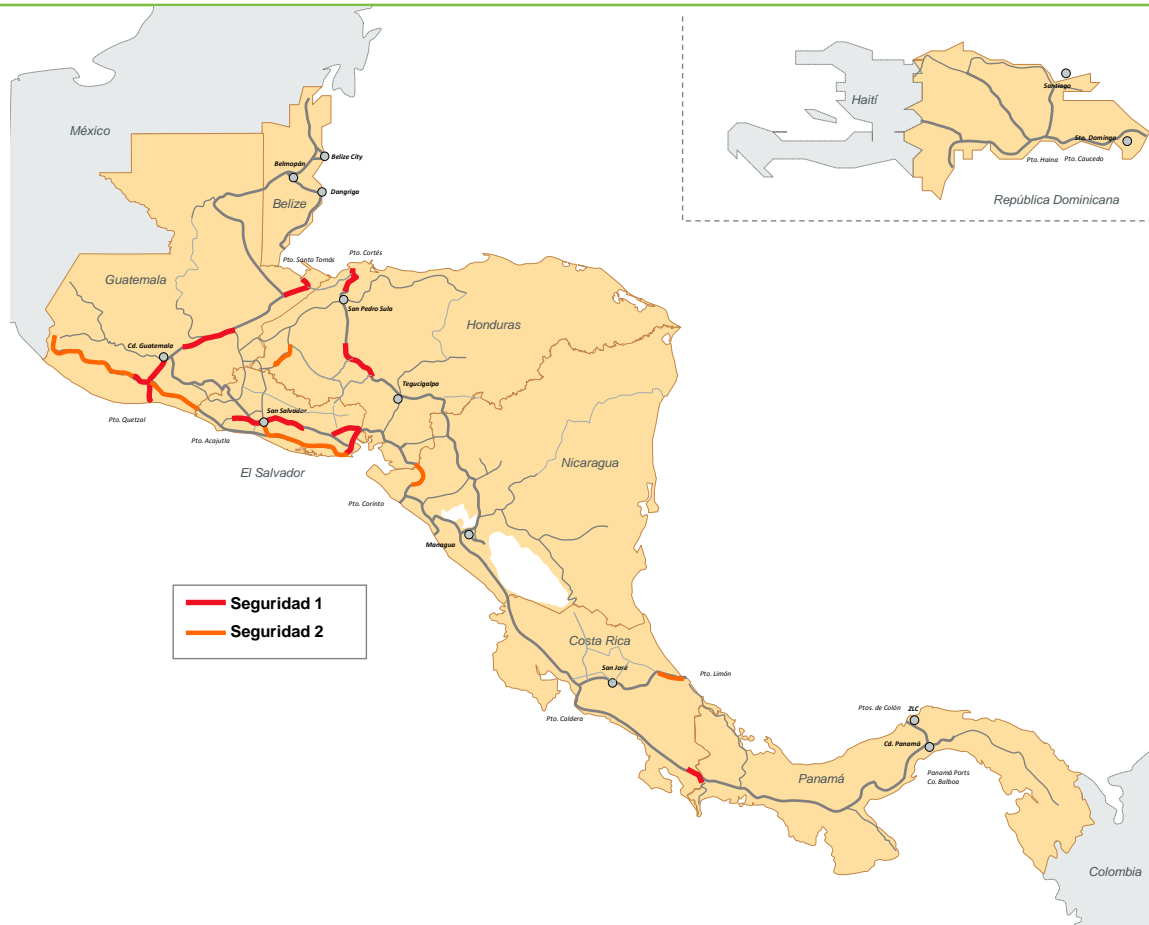 México
Haití
Santiago
Sto. Domingo
Pto. Haina
Pto. Caucedo
República Dominicana
Belize City
Belmopán
Dangriga
Belize
Guatemala
Pto. Santo Tomás
Pto. Cortés
San Pedro Sula
Honduras
Cd. Guatemala
Tegucigalpa
Pto. Quetzal
San Salvador
Pto. Acajutla
El Salvador
Nicaragua
Pto. Corinto
Managua
Seguridad 1
Seguridad 2
Costa Rica
San José
Pto. Limón
Pto. Caldera
Ptos. de Colón
ZLC
Cd. Panamá
Panamá
Panamá Ports
Co. Balboa
Colombia